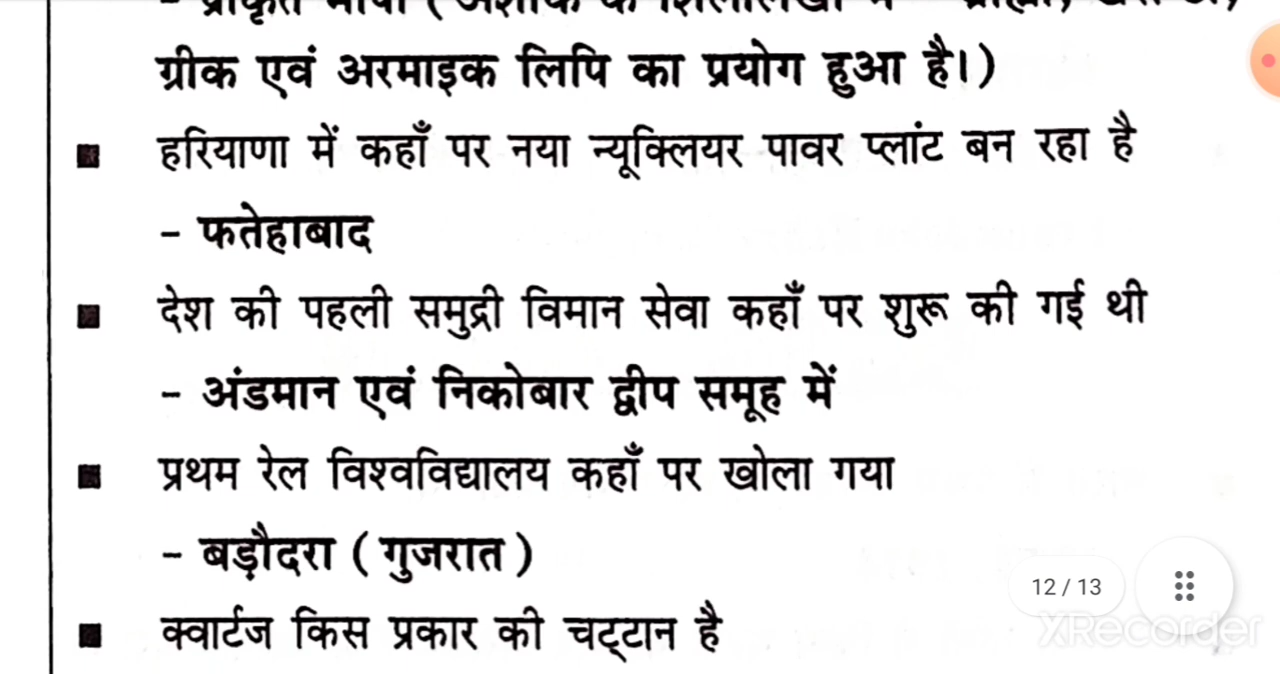 ग्रीक एवं अरमाइक लिपि का प्रयोग हुआ है।)
■ हरियाणा में कहाँ पर नया न्यूक्लियर पावर प्लांट बन रहा है
- फतेहाबाद
■ देश की पहली समुद्री विमान सेवा कहाँ पर शुरू की गई थी
- अंडमान एवं निकोबार द्वीप समूह में
■ प्रथम रेल विश्वविद्यालय कहाँ पर खोला गया
- बड़ौदरा (गुजरात)
12 / 13
■ क्वार्टज किस प्रकार की चट्टान है
XRecorder